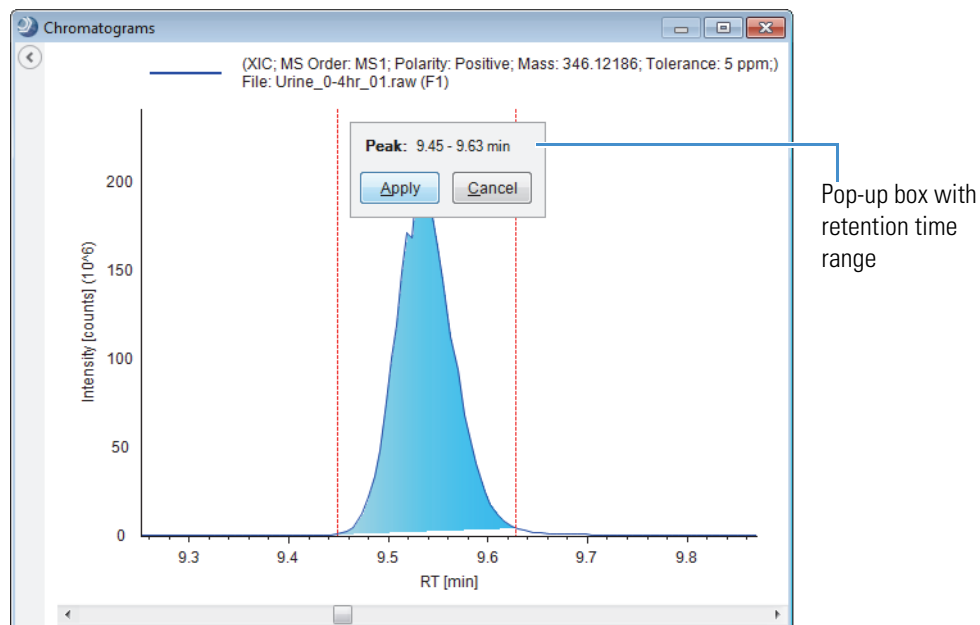 Chromatograms
(XIC; MS Order: MS1; Polarity: Positive; Mass: 346.12186; Tolerance: 5 ppm;)
File: Urine_0-4hr_01.raw (F1)
Peak: 9.45 - 9.63 min
Apply Cancel
Pop-up box with
retention time
range
Intensity [counts] (10^6)
200
150
100
50
0
9.3 9.4 9.5 9.6 9.7 9.8
RT [min]